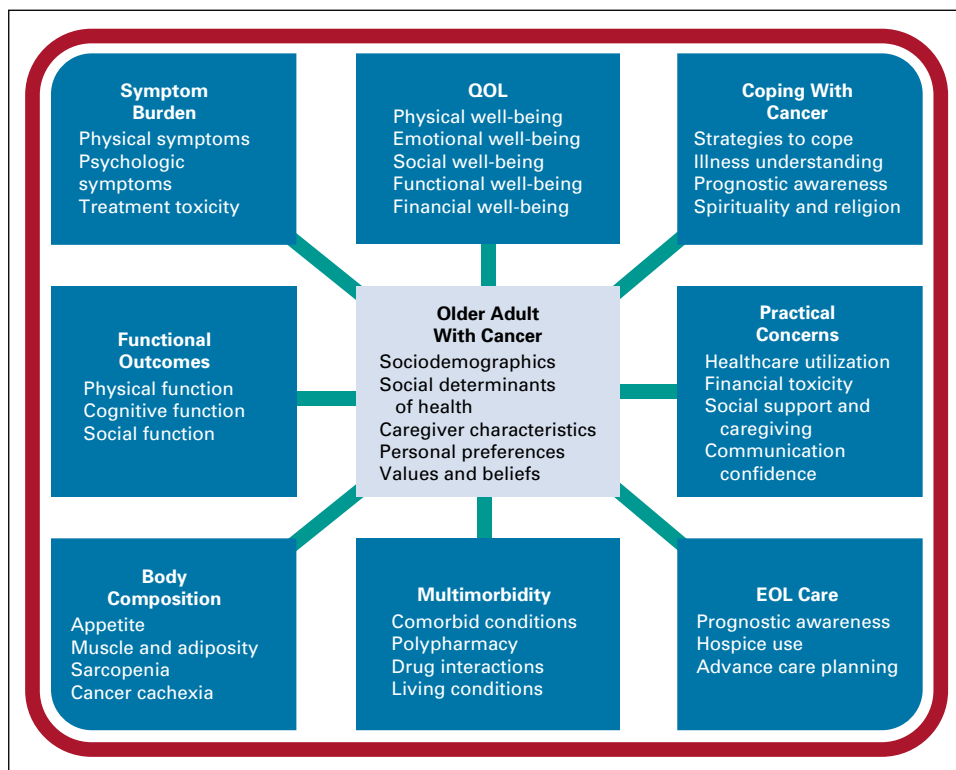 Symptom
Burden
Physical symptoms
Psychologic
symptoms
Treatment toxicity
QOL
Physical well-being
Emotional well-being
Social well-being
Functional well-being
Financial well-being
Coping With
Cancer
Strategies to cope
Illness understanding
Prognostic awareness
Spirituality and religion
Functional
Outcomes
Physical function
Cognitive function
Social function
Older Adult
With Cancer
Sociodemographics
Social determinants
of health
Caregiver characteristics
Personal preferences
Values and beliefs
Practical
Concerns
Healthcare utilization
Financial toxicity
Social support and
caregiving
Communication
confidence
Body
Composition
Appetite
Muscle and adiposity
Sarcopenia
Cancer cachexia
Multimorbidity
Comorbid conditions
Polypharmacy
Drug interactions
Living conditions
EOL Care
Prognostic awareness
Hospice use
Advance care planning